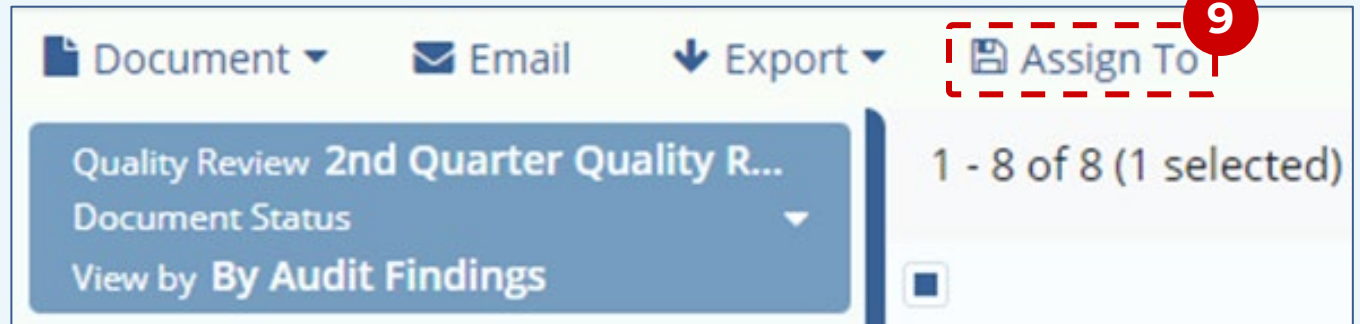 9
Document Email Export Assign To
Quality Review 2nd Quarter Quality R...
1 - 8 of 8 (1 selected)
Document Status
View by By Audit Findings